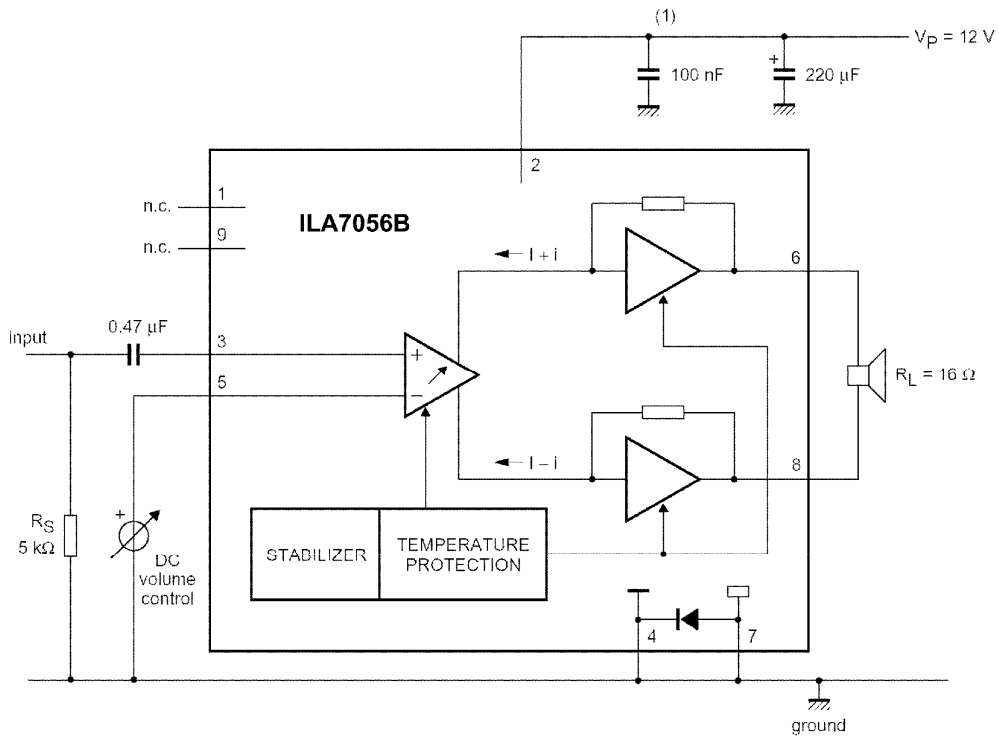 (1)
V_P = 12 V
+
100 nF
220 µF
2
1
n.c.
ILA7056B
9
n.c.
I + i
6
input
0.47 µF
3
+
5
−
R_L = 16 Ω
I − i
8
R_S
5 kΩ
+
DC
volume
control
STABILIZER
TEMPERATURE
PROTECTION
4
7
ground